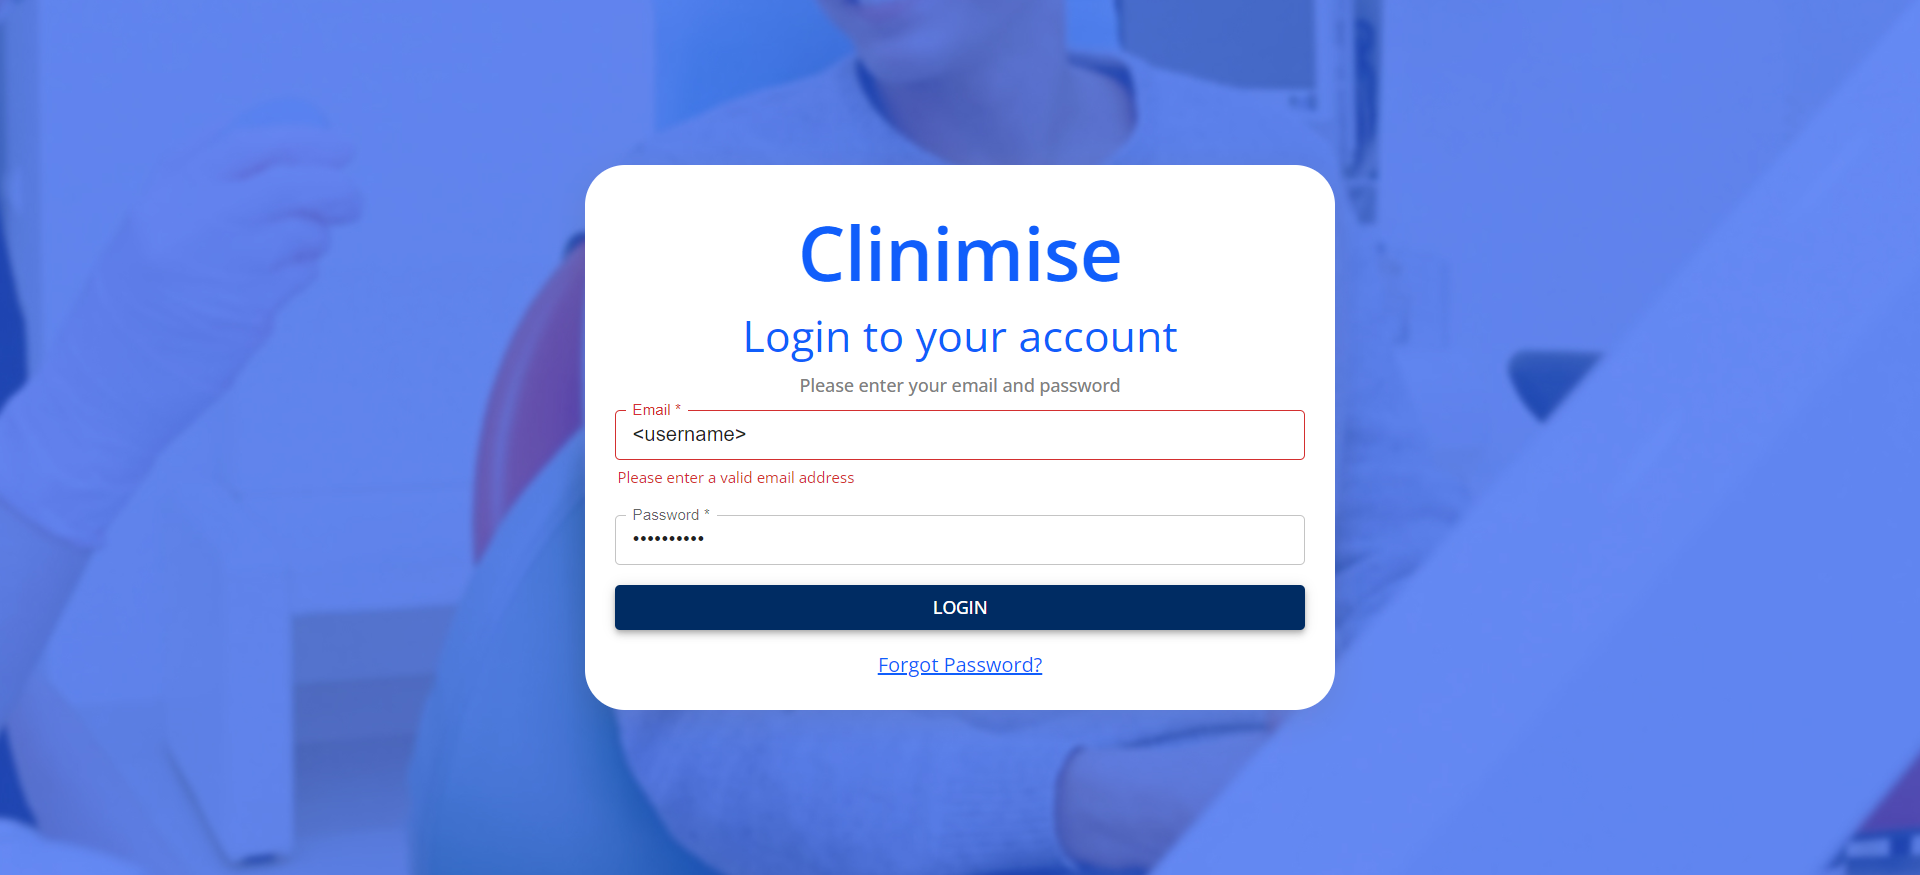 Clinimise
Login to your account
Please enter your email and password
Email *
<username>
Please enter a valid email address
Password *
••••••••••
LOGIN
Forgot Password?